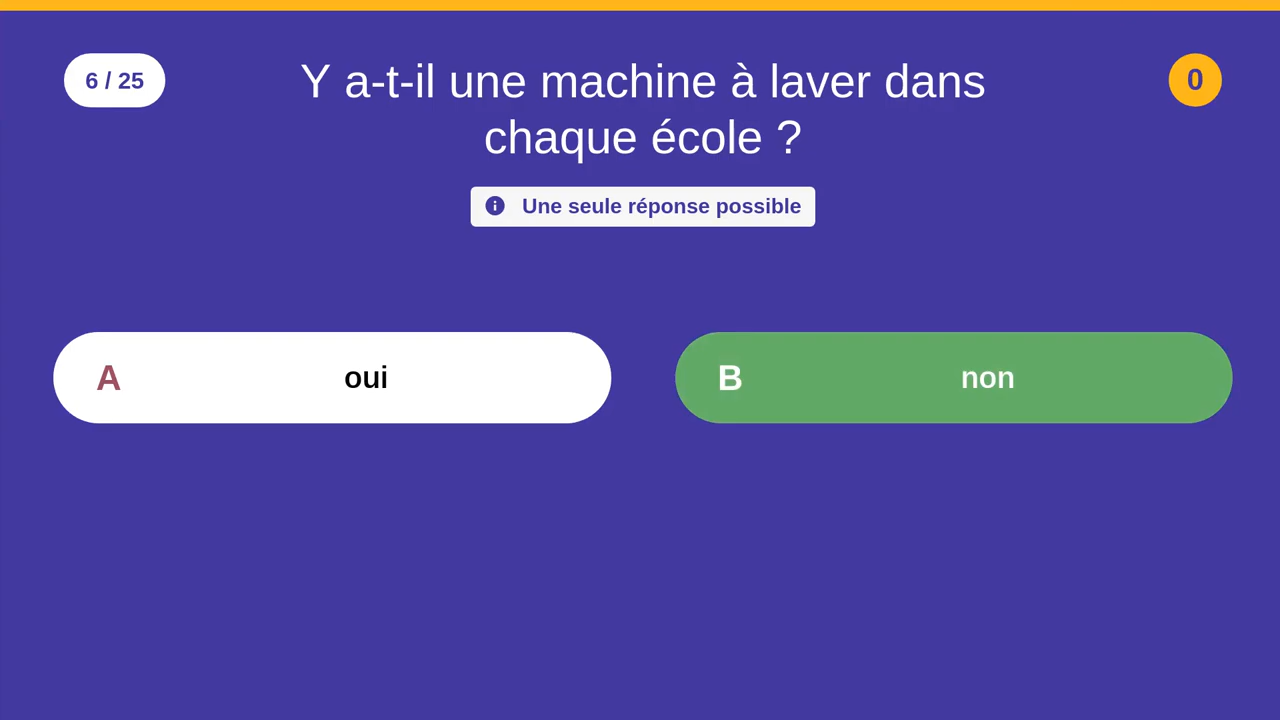 6 / 25
Y a-t-il une machine à laver dans
chaque école ?
0
Une seule réponse possible
A oui
B non